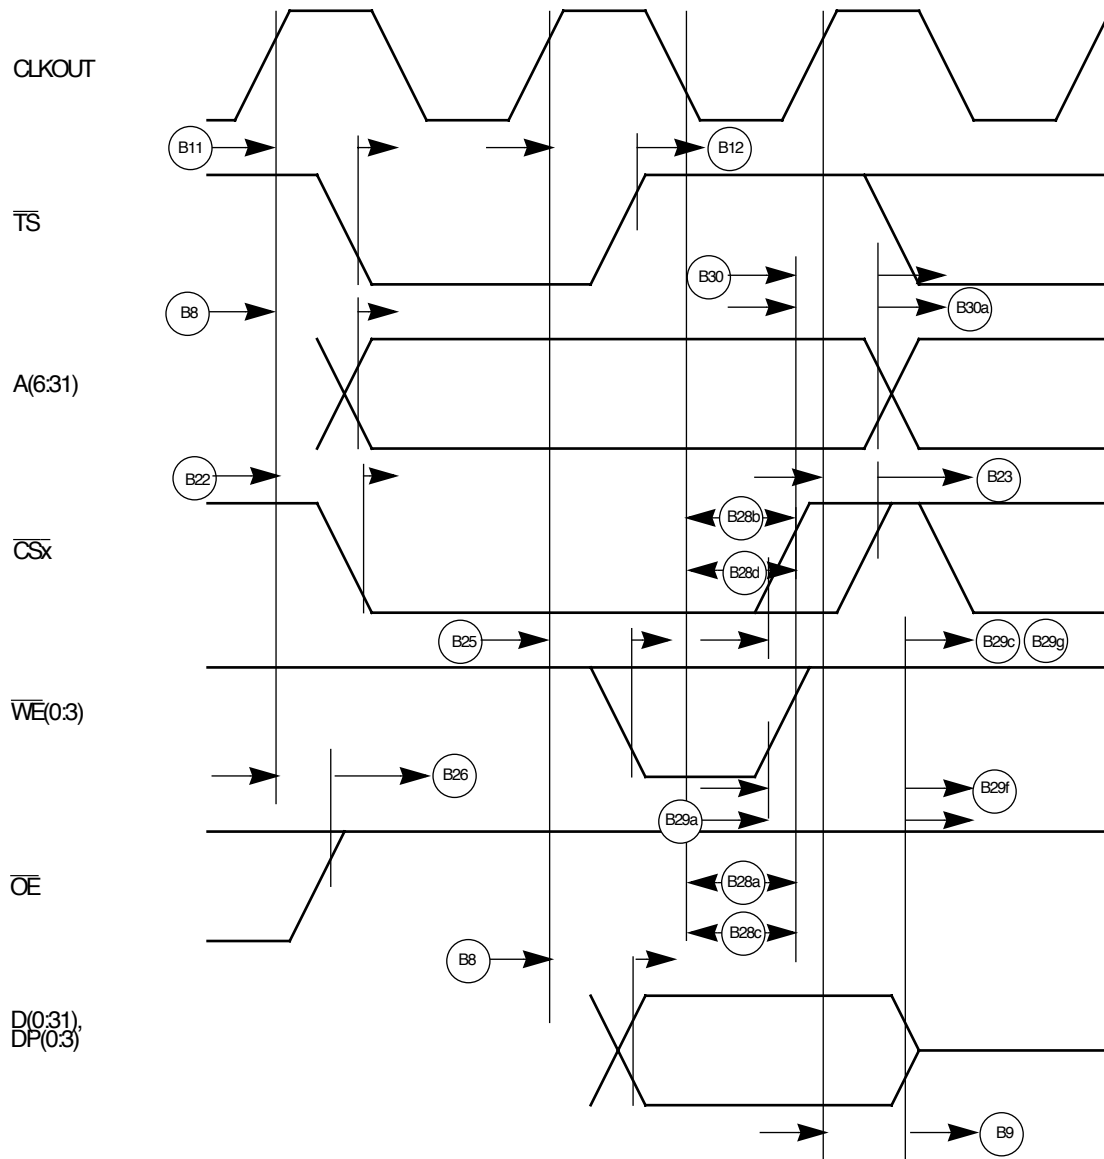 CLKOUT
B11
B12
TS
B30
B8
B30a
A(6:31)
B22
B23
B28b
CSx
B28d
B25
B29c
B29g
WE(0:3)
B26
B29f
B29a
OE
B28a
B28c
B8
D(0:31),
DP(0:3)
B9